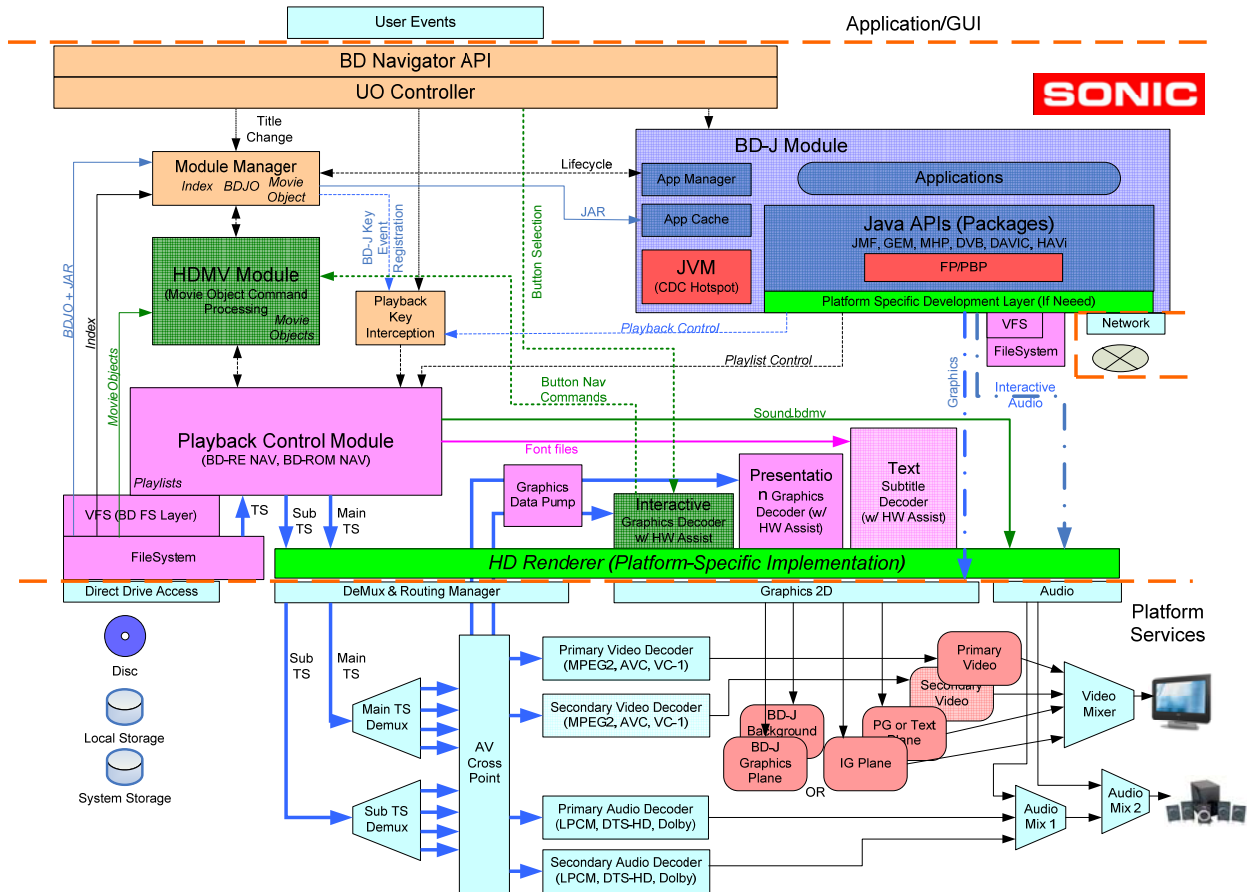 User Events
Application/GUI
BD Navigator API
UO Controller
SONIC
Title
Change
Module Manager
Index BDJO Movie
Object
Lifecycle
JAR
BD-J Key
Event
Registration
Button Selection
BD-J Module
App Manager
Applications
App Cache
Java APIs (Packages)
JMF, GEM, MHP, DVB, DAVIC, HAVi
FP/PBP
JVM
(CDC Hotspot)
Platform Specific Development Layer (If Neeed)
HDMV Module
(Movie Object Command
Processing)
Movie
Objects
BDJO + JAR
Index
MovieObjects
Playback
Key
Interception
Playback Control
Playlist Control
VFS
FileSystem
Network
Graphics
Interactive
Audio
Button Nav
Commands
Sound.bdmv
Playback Control Module
(BD-RE NAV, BD-ROM NAV)
Playlists
Font files
Text
Subtitle
Decoder
(w/ HW Assist)
Presentatio
n Graphics
Decoder (w/
HW Assist)
Graphics
Data Pump
Interactive
Graphics Decoder
w/ HW Assist
VFS (BD FS Layer)
FileSystem
TS
Sub
TS
Main
TS
HD Renderer (Platform-Specific Implementation)
Direct Drive Access
DeMux & Routing Manager
Graphics 2D
Audio
Platform
Services
Disc
Local Storage
System Storage
Sub
TS
Main
TS
Main TS
Demux
Sub TS
Demux
AV
Cross
Point
Primary Video Decoder
(MPEG2, AVC, VC-1)
Secondary Video Decoder
(MPEG2, AVC, VC-1)
Primary Audio Decoder
(LPCM, DTS-HD, Dolby)
Secondary Audio Decoder
(LPCM, DTS-HD, Dolby)
Primary
Video
Secondary
Video
BD-J
Background
BD-J
Graphics
Plane
OR
PG or Text
Plane
IG Plane
Video
Mixer
Audio
Mix 1
Audio
Mix 2